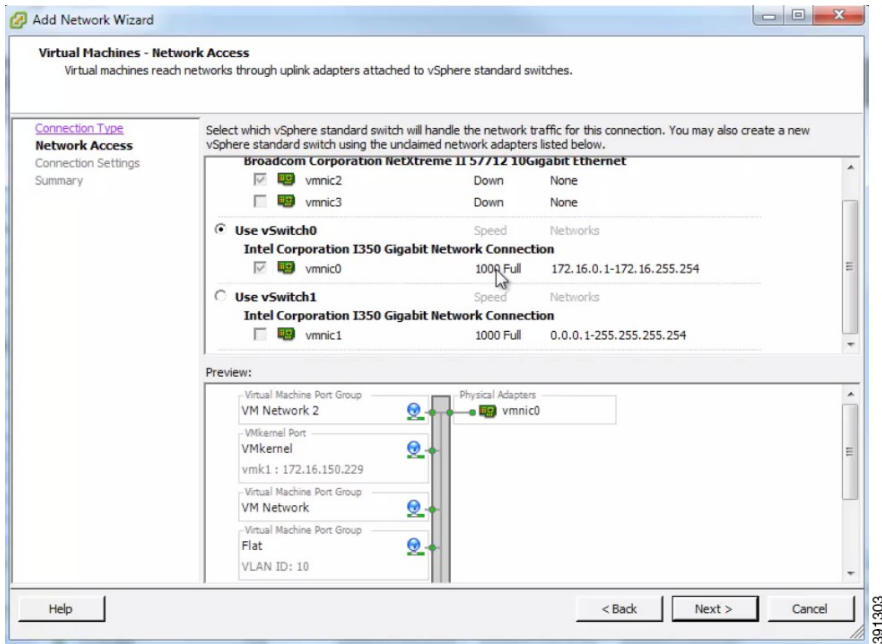 Add Network Wizard
Virtual Machines - Network Access
Virtual machines reach networks through uplink adapters attached to vSphere standard switches.
Connection Type
Network Access
Connection Settings
Summary
Select which vSphere standard switch will handle the network traffic for this connection. You may also create a new
vSphere standard switch using the unclaimed network adapters listed below.
Broadcom Corporation NetXtreme II 57712 10Gigabit Ethernet
vmnic2 Down None
vmnic3 Down None
Use vSwitch0 Speed Networks
Intel Corporation I350 Gigabit Network Connection
vmnic0 1000 Full 172.16.0.1-172.16.255.254
Use vSwitch1 Speed Networks
Intel Corporation I350 Gigabit Network Connection
vmnic1 1000 Full 0.0.0.1-255.255.255.254
Preview:
Virtual Machine Port Group
VM Network 2
Physical Adapters
vmnic0
VMkernel Port
VMkernel
vmk1 : 172.16.150.229
Virtual Machine Port Group
VM Network
Virtual Machine Port Group
Flat
VLAN ID: 10
Help
< Back
Next >
Cancel
391303